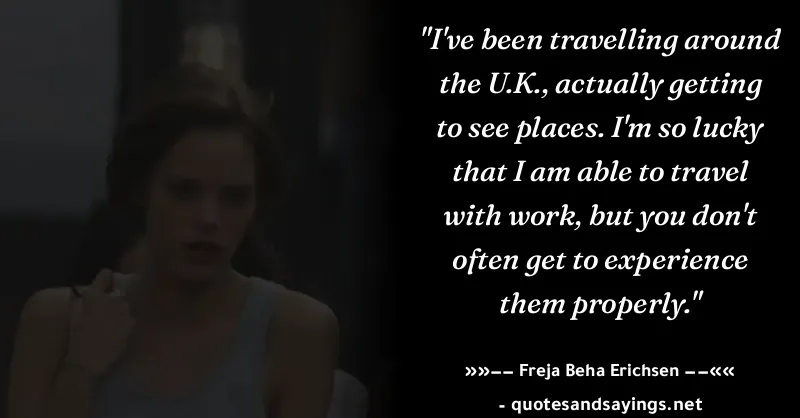 "I've been travelling around
the U.K., actually getting
to see places. I'm so lucky
that I am able to travel
with work, but you don't
often get to experience
them properly."
»»−− Freja Beha Erichsen −−««
- quotesandsayings.net